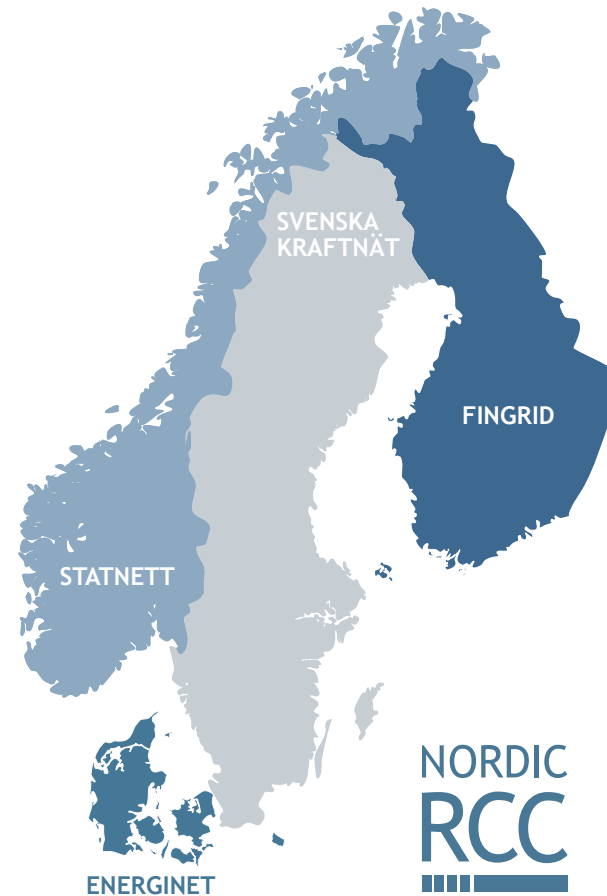 SVENSKA
KRAFTNÄT
FINGRID
STATNETT
ENERGINET
NORDIC
RCC